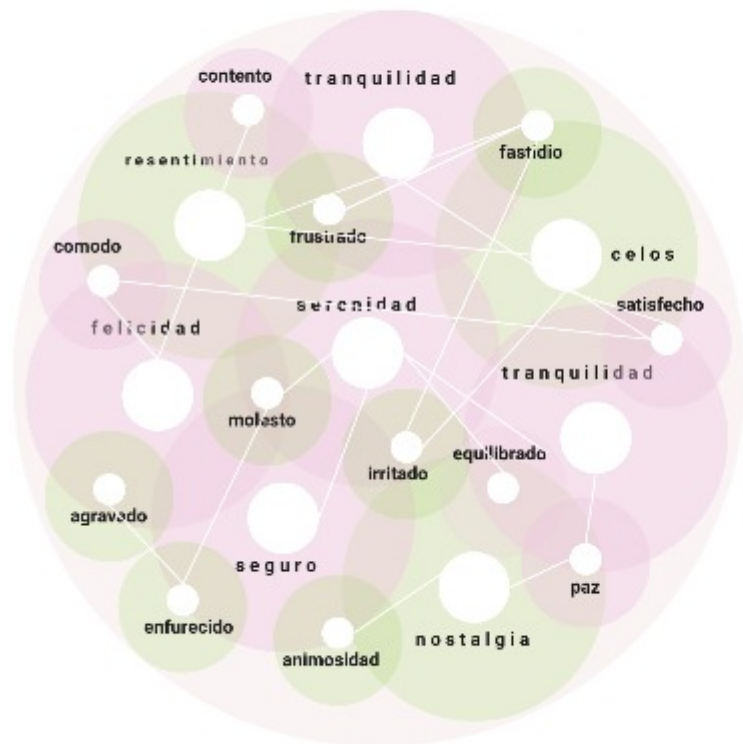 contento
tranquilidad
fastidio
resentimiento
frustrado
comodo
celos
serenidad
satisfecho
felicidad
tranquilidad
molesto
equilibrado
irritado
agravado
seguro
paz
enfurecido
nostalgia
animosidad